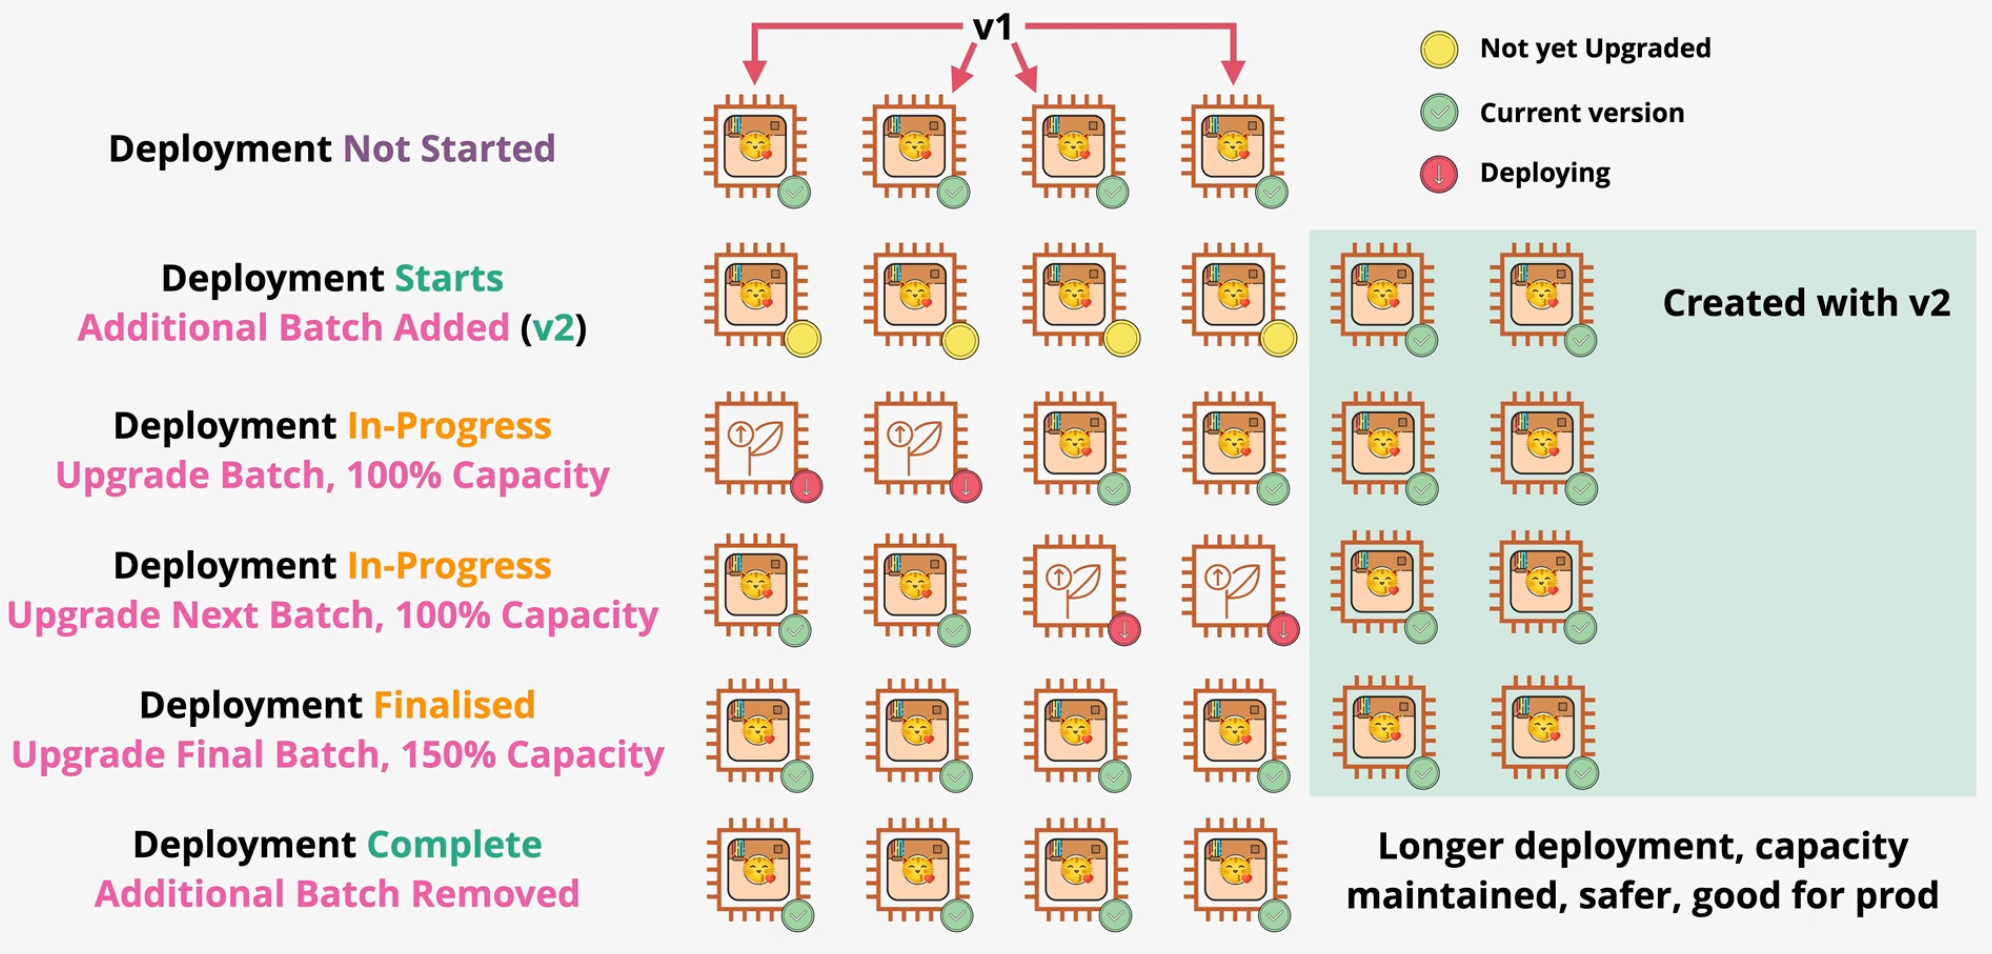 v1
Not yet Upgraded
Current version
Deploying
Deployment Not Started
Deployment Starts
Additional Batch Added (v2)
Created with v2
Deployment In-Progress
Upgrade Batch, 100% Capacity
Deployment In-Progress
Upgrade Next Batch, 100% Capacity
Deployment Finalised
Upgrade Final Batch, 150% Capacity
Deployment Complete
Additional Batch Removed
Longer deployment, capacity
maintained, safer, good for prod